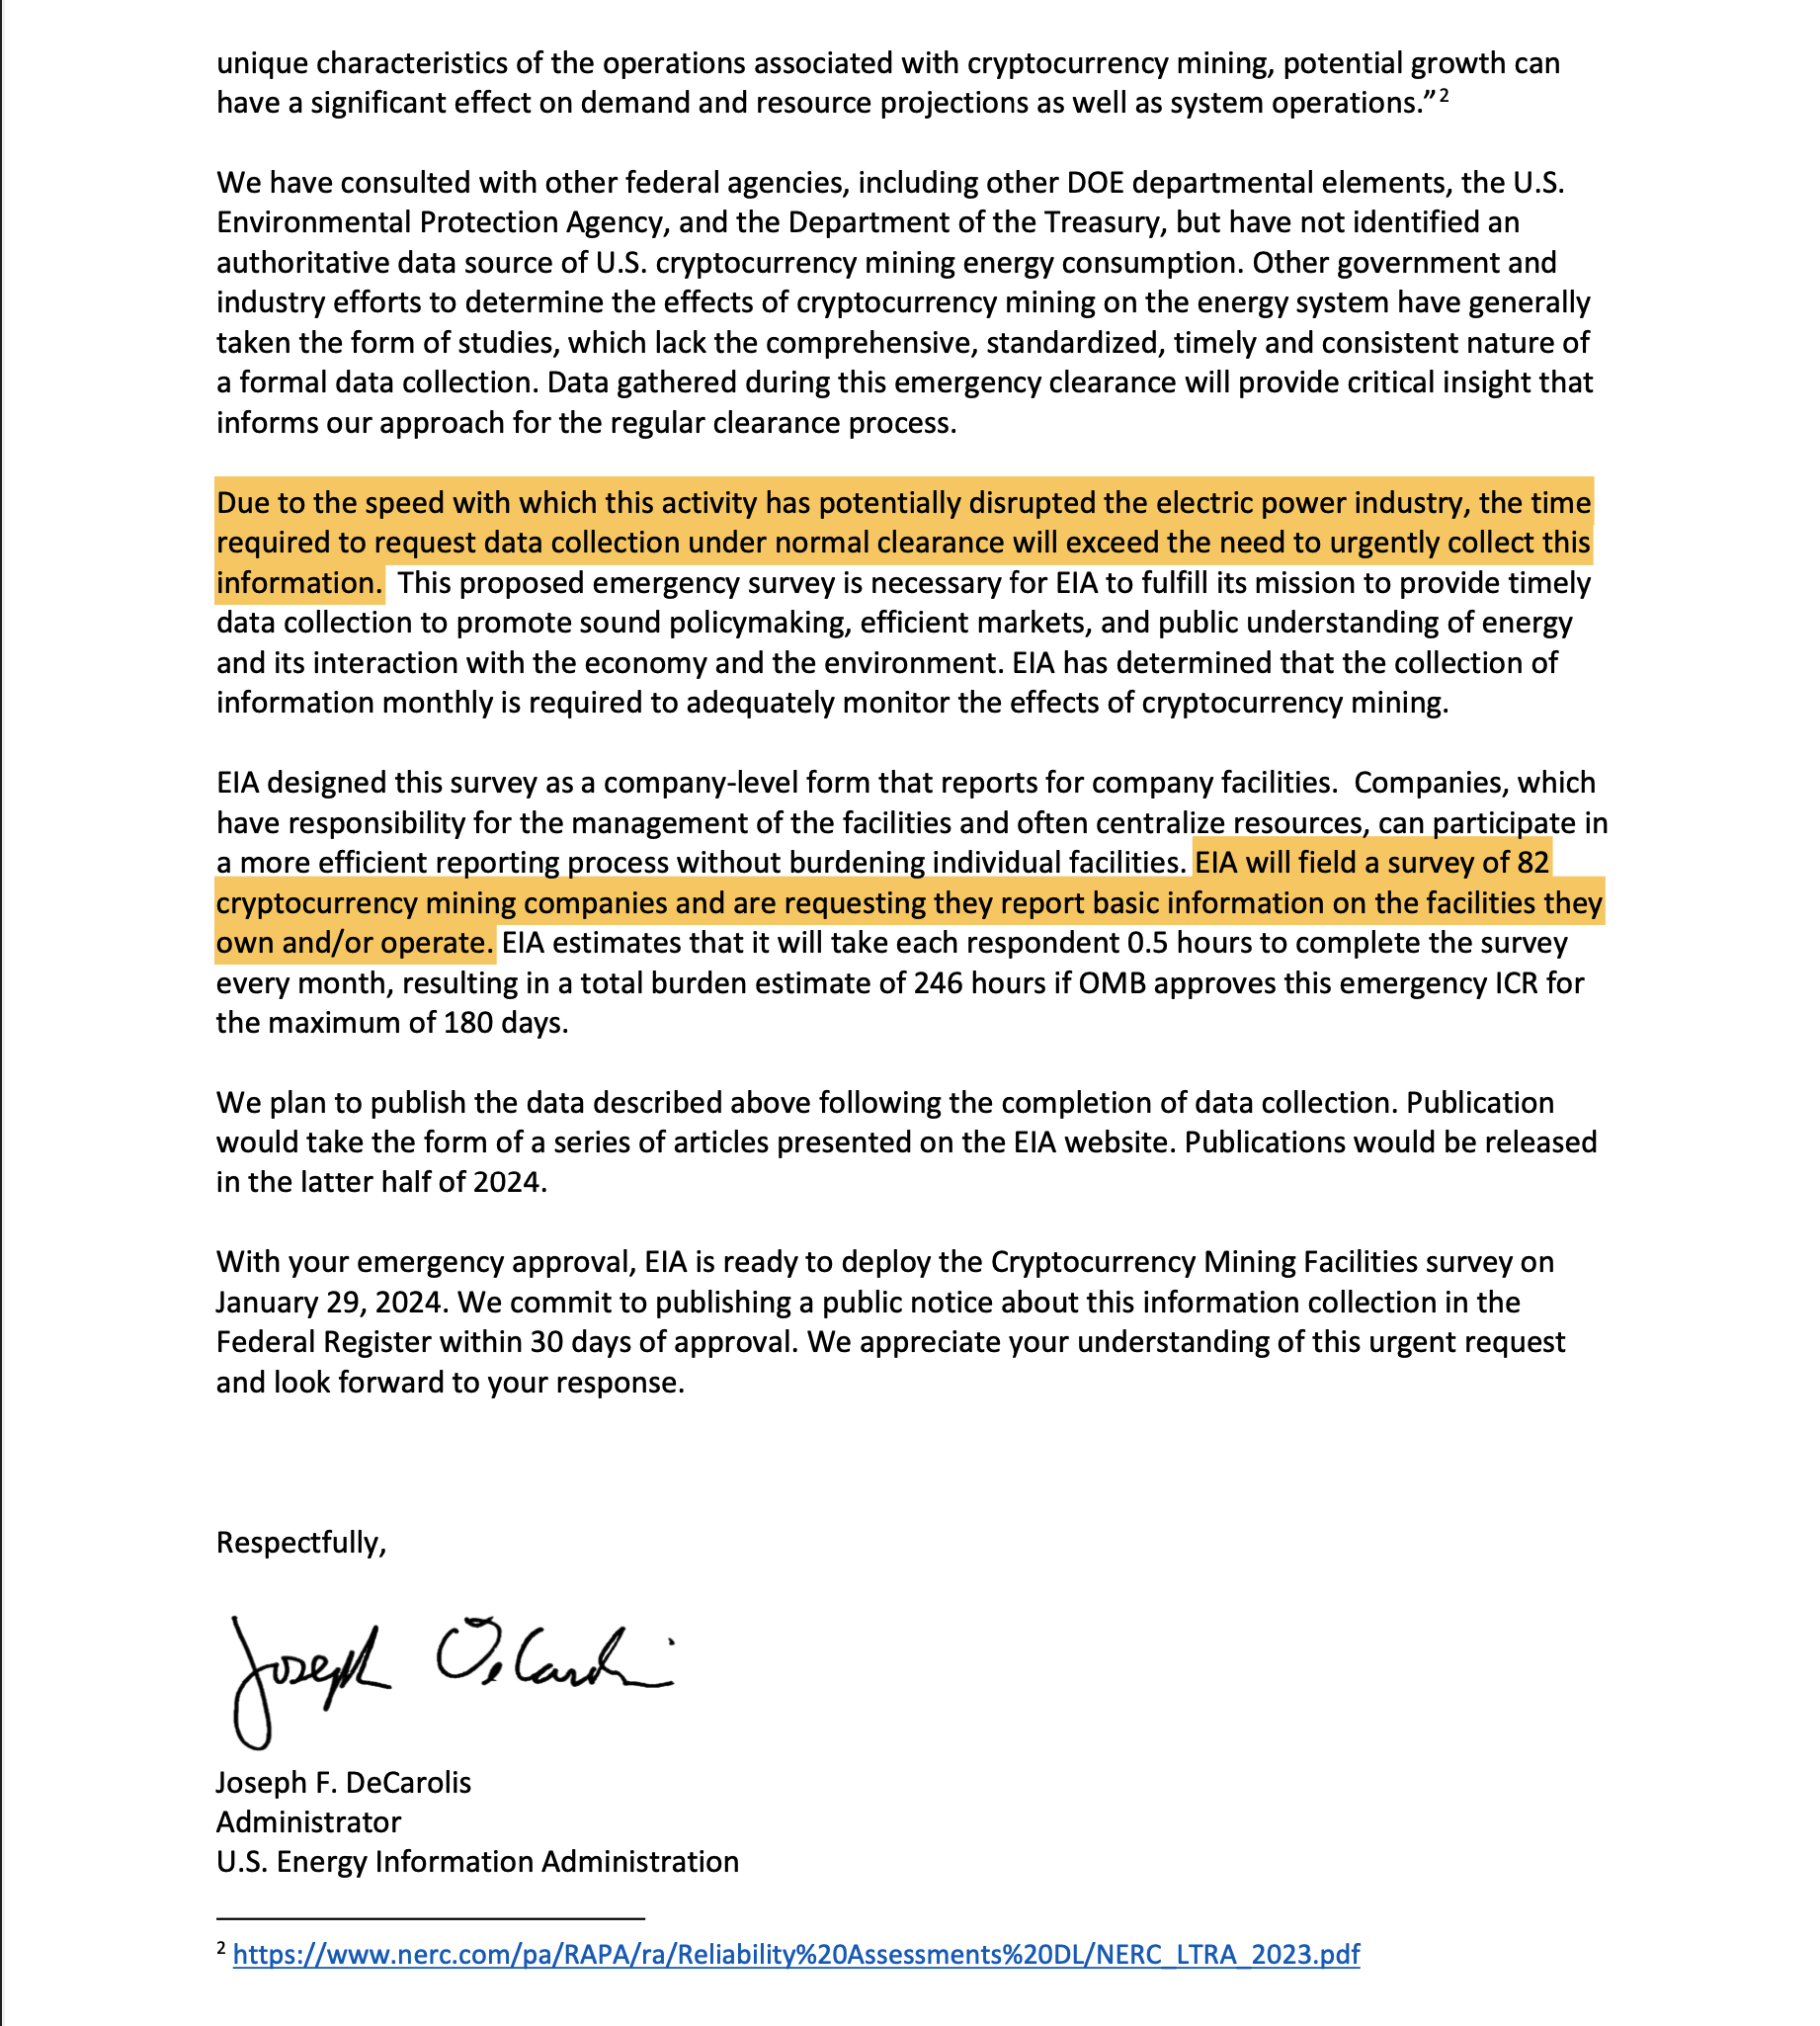 unique characteristics of the operations associated with cryptocurrency mining, potential growth can
have a significant effect on demand and resource projections as well as system operations.”2
We have consulted with other federal agencies, including other DOE departmental elements, the U.S.
Environmental Protection Agency, and the Department of the Treasury, but have not identified an
authoritative data source of U.S. cryptocurrency mining energy consumption. Other government and
industry efforts to determine the effects of cryptocurrency mining on the energy system have generally
taken the form of studies, which lack the comprehensive, standardized, timely and consistent nature of
a formal data collection. Data gathered during this emergency clearance will provide critical insight that
informs our approach for the regular clearance process.
Due to the speed with which this activity has potentially disrupted the electric power industry, the time
required to request data collection under normal clearance will exceed the need to urgently collect this
information.  This proposed emergency survey is necessary for EIA to fulfill its mission to provide timely
data collection to promote sound policymaking, efficient markets, and public understanding of energy
and its interaction with the economy and the environment. EIA has determined that the collection of
information monthly is required to adequately monitor the effects of cryptocurrency mining.
EIA designed this survey as a company-level form that reports for company facilities.  Companies, which
have responsibility for the management of the facilities and often centralize resources, can participate in
a more efficient reporting process without burdening individual facilities. EIA will field a survey of 82
cryptocurrency mining companies and are requesting they report basic information on the facilities they
own and/or operate. EIA estimates that it will take each respondent 0.5 hours to complete the survey
every month, resulting in a total burden estimate of 246 hours if OMB approves this emergency ICR for
the maximum of 180 days.
We plan to publish the data described above following the completion of data collection. Publication
would take the form of a series of articles presented on the EIA website. Publications would be released
in the latter half of 2024.
With your emergency approval, EIA is ready to deploy the Cryptocurrency Mining Facilities survey on
January 29, 2024. We commit to publishing a public notice about this information collection in the
Federal Register within 30 days of approval. We appreciate your understanding of this urgent request
and look forward to your response.
Respectfully,
Joseph DeCarolis
Joseph F. DeCarolis
Administrator
U.S. Energy Information Administration
2 https://www.nerc.com/pa/RAPA/ra/Reliability%20Assessments%20DL/NERC_LTRA_2023.pdf